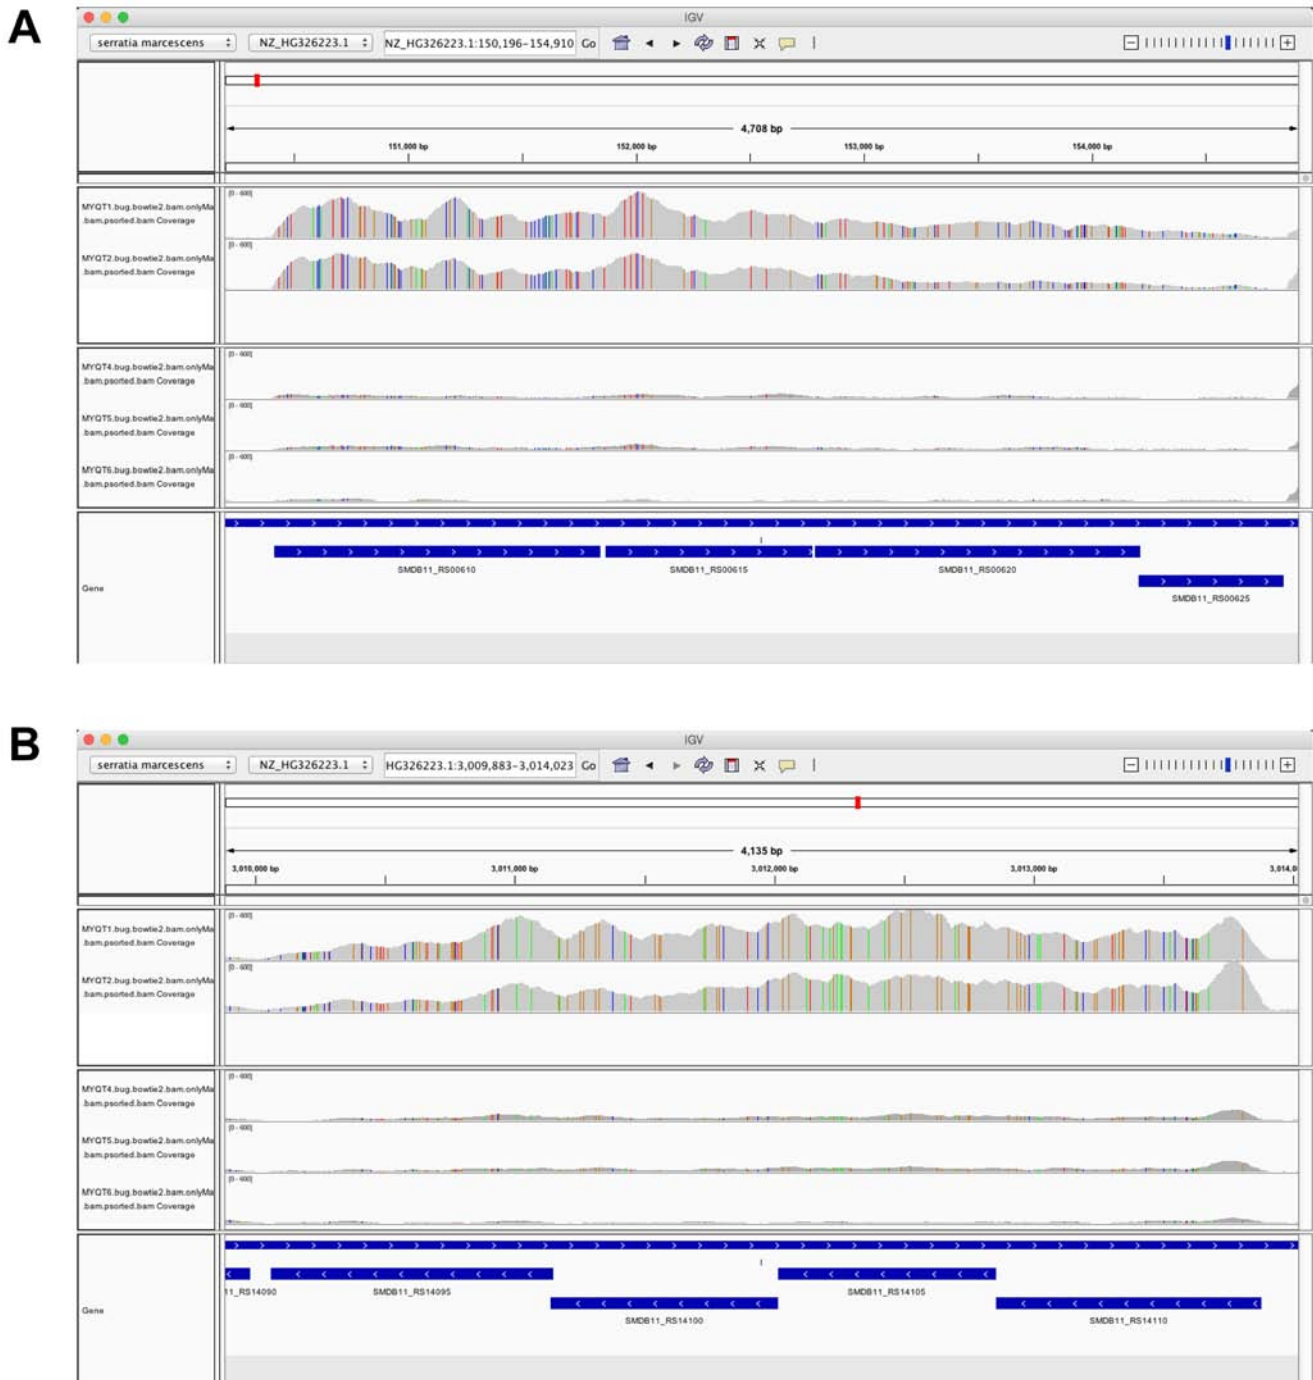 A
IGV
serratia marcescens NZ_HG326223.1 NZ_HG326223.1:150,196-154,910 Go
4,708 bp
151,000 bp 152,000 bp 153,000 bp 154,000 bp
[0 - 600]
MYQT1.bug.bowtie2.bam.onlyMa
.bam.psorted.bam Coverage
[0 - 600]
MYQT2.bug.bowtie2.bam.onlyMa
.bam.psorted.bam Coverage
[0 - 600]
MYQT4.bug.bowtie2.bam.onlyMa
.bam.psorted.bam Coverage
[0 - 600]
MYQT5.bug.bowtie2.bam.onlyMa
.bam.psorted.bam Coverage
[0 - 600]
MYQT6.bug.bowtie2.bam.onlyMa
.bam.psorted.bam Coverage
SMDB11_RS00610 SMDB11_RS00615 SMDB11_RS00620
Gene
SMDB11_RS00625
B
IGV
serratia marcescens NZ_HG326223.1 HG326223.1:3,009,883-3,014,023 Go
4,135 bp
3,010,000 bp 3,011,000 bp 3,012,000 bp 3,013,000 bp 3,014,0
[0 - 600]
MYQT1.bug.bowtie2.bam.onlyMa
.bam.psorted.bam Coverage
[0 - 600]
MYQT2.bug.bowtie2.bam.onlyMa
.bam.psorted.bam Coverage
[0 - 600]
MYQT4.bug.bowtie2.bam.onlyMa
.bam.psorted.bam Coverage
[0 - 600]
MYQT5.bug.bowtie2.bam.onlyMa
.bam.psorted.bam Coverage
[0 - 600]
MYQT6.bug.bowtie2.bam.onlyMa
.bam.psorted.bam Coverage
11_RS14090 SMDB11_RS14095 SMDB11_RS14105
Gene
SMDB11_RS14100 SMDB11_RS14110